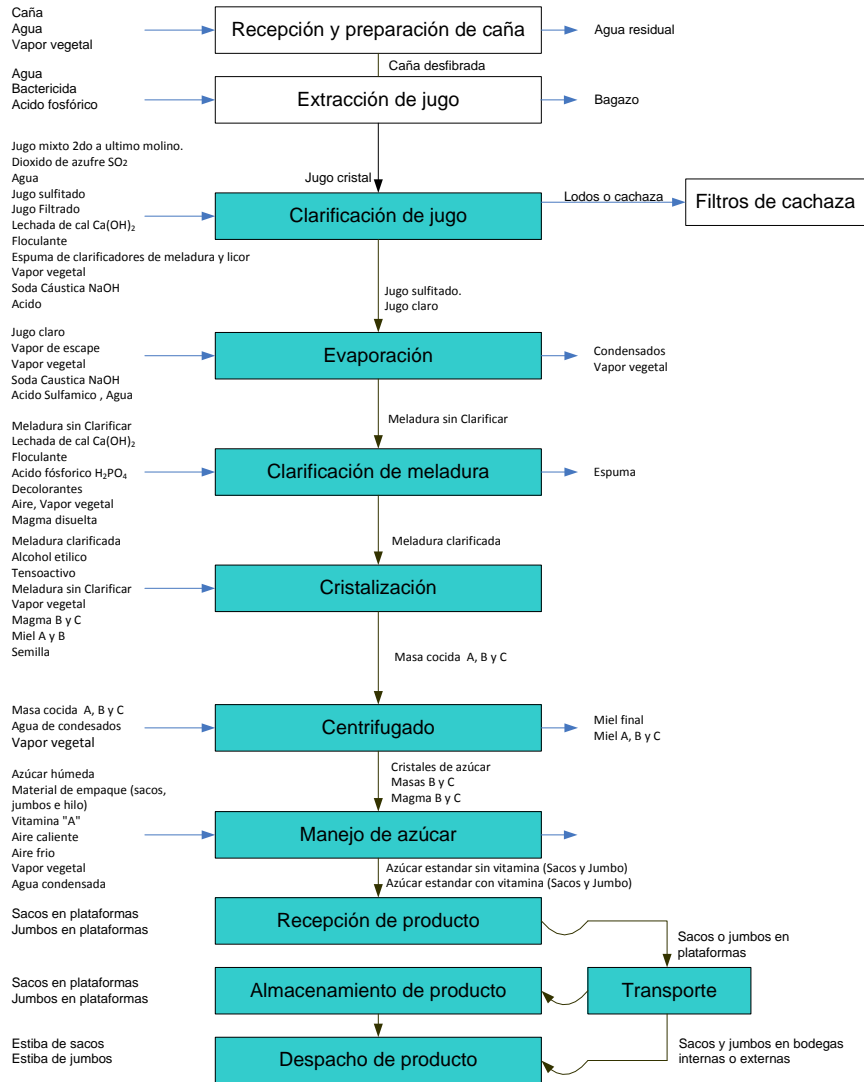 Caña
Agua
Vapor vegetal
Recepción y preparación de caña
Agua residual
Caña desfibrada
Agua
Bactericida
Acido fosfórico
Extracción de jugo
Bagazo
Jugo mixto 2do a ultimo molino.
Dioxido de azufre SO₂
Agua
Jugo sulfitado
Jugo Filtrado
Lechada de cal Ca(OH)₂
Floculante
Espuma de clarificadores de meladura y licor
Vapor vegetal
Soda Cáustica NaOH
Acido
Jugo cristal
Clarificación de jugo
Lodos o cachaza
Filtros de cachaza
Jugo sulfitado.
Jugo claro
Jugo claro
Vapor de escape
Vapor vegetal
Soda Caustica NaOH
Acido Sulfamico , Agua
Evaporación
Condensados
Vapor vegetal
Meladura sin Clarificar
Meladura sin Clarificar
Lechada de cal Ca(OH)₂
Floculante
Acido fósforico H₂PO₄
Decolorantes
Aire, Vapor vegetal
Magma disuelta
Clarificación de meladura
Espuma
Meladura clarificada
Meladura clarificada
Alcohol etilico
Tensoactivo
Meladura sin Clarificar
Vapor vegetal
Magma B y C
Miel A y B
Semilla
Cristalización
Masa cocida A, B y C
Masa cocida A, B y C
Agua de condesados
Vapor vegetal
Centrifugado
Miel final
Miel A, B y C
Cristales de azúcar
Masas B y C
Magma B y C
Azúcar húmeda
Material de empaque (sacos,
jumbos e hilo)
Vitamina "A"
Aire caliente
Aire frio
Vapor vegetal
Agua condensada
Manejo de azúcar
Azúcar estandar sin vitamina (Sacos y Jumbo)
Azúcar estandar con vitamina (Sacos y Jumbo)
Sacos en plataformas
Jumbos en plataformas
Recepción de producto
Sacos o jumbos en
plataformas
Sacos en plataformas
Jumbos en plataformas
Almacenamiento de producto
Transporte
Estiba de sacos
Estiba de jumbos
Despacho de producto
Sacos y jumbos en bodegas
internas o externas